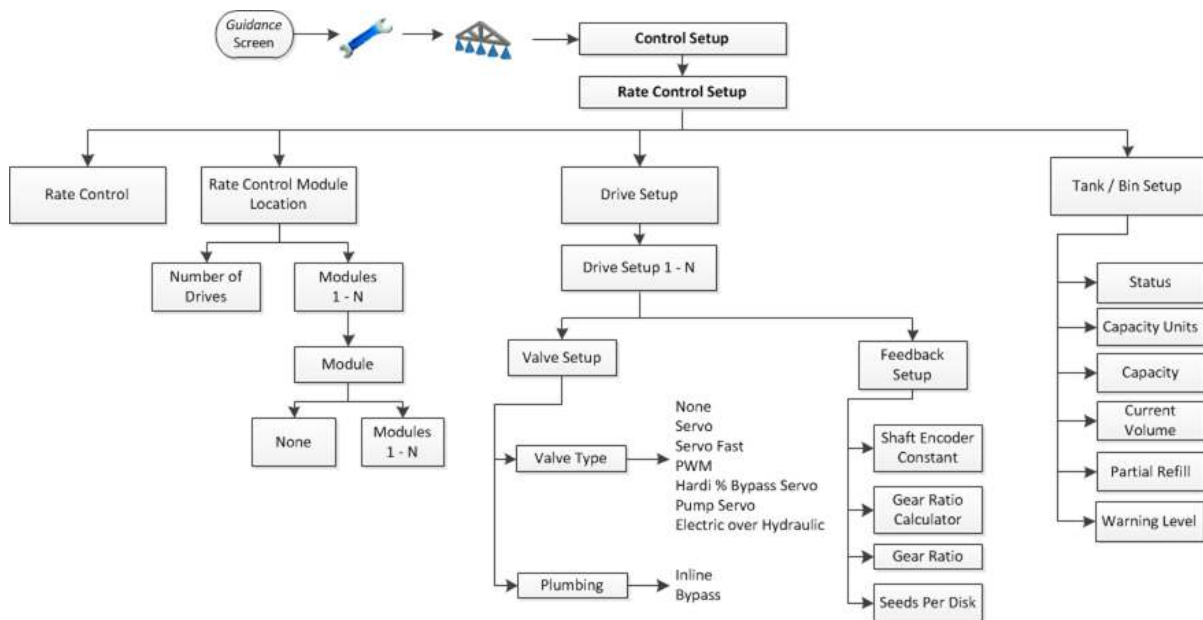 Guidance
Screen
Control Setup
Rate Control Setup
Rate Control
Rate Control Module
Location
Number of
Drives
Modules
1 - N
Module
None
Modules
1 - N
Drive Setup
Drive Setup 1 - N
Valve Setup
Valve Type
None
Servo
Servo Fast
PWM
Hardi % Bypass Servo
Pump Servo
Electric over Hydraulic
Plumbing
Inline
Bypass
Feedback
Setup
Shaft Encoder
Constant
Gear Ratio
Calculator
Gear Ratio
Seeds Per Disk
Tank / Bin Setup
Status
Capacity Units
Capacity
Current
Volume
Partial Refill
Warning Level